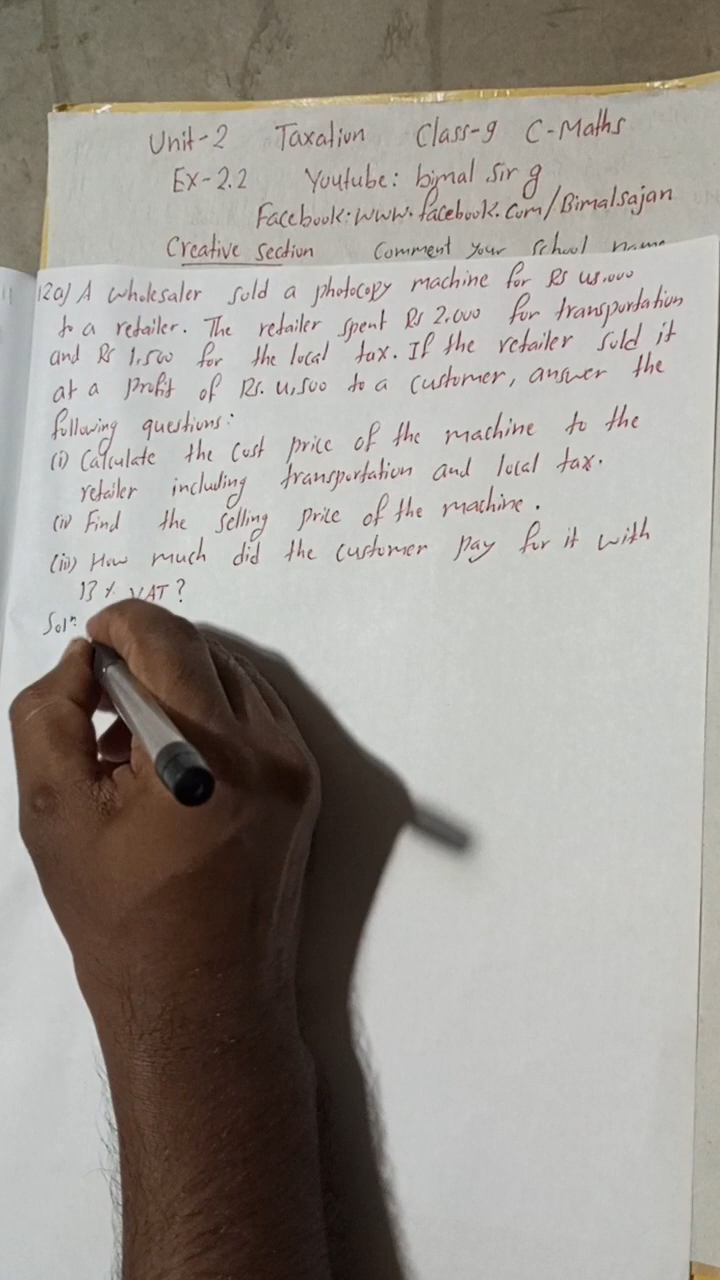 Unit-2 Taxation Class-9 C-Maths
Ex-2.2 Youtube: bimal sir g
Facebook: www.facebook.com/Bimalsajan
Creative Section Comment your school name
12a) A wholesaler sold a photocopy machine for Rs 48,000
to a retailer. The retailer spent Rs 2,000 for transportation
and Rs 1,500 for the local tax. If the retailer sold it
at a profit of Rs. 4,500 to a customer, answer the
following questions:
(i) Calculate the cost price of the machine to the
retailer including transportation and local tax.
(ii) Find the selling price of the machine.
(iii) How much did the customer pay for it with
13% VAT?
Solⁿ